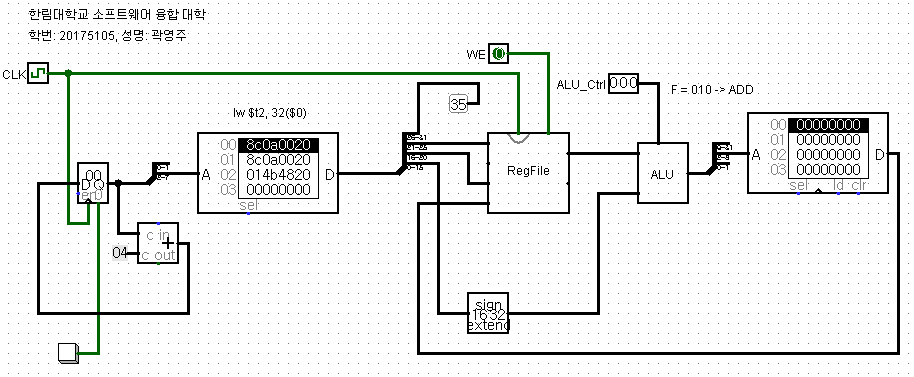 한림대학교 소프트웨어 융합 대학
학번: 20175105, 성명: 곽영주
WE 0
CLK
ALU_Ctrl 000
F = 010 -> ADD
35
lw $t2, 32($0)
00 8c0a0020
01 8c0a0020
02 014b4820
03 00000000
A
D
sel
RegFile
ALU
00 00000000
01 00000000
02 00000000
03 00000000
A
D
sel ld clr
00
D Q
en
c in
+
c out
04
sign
1632
extend